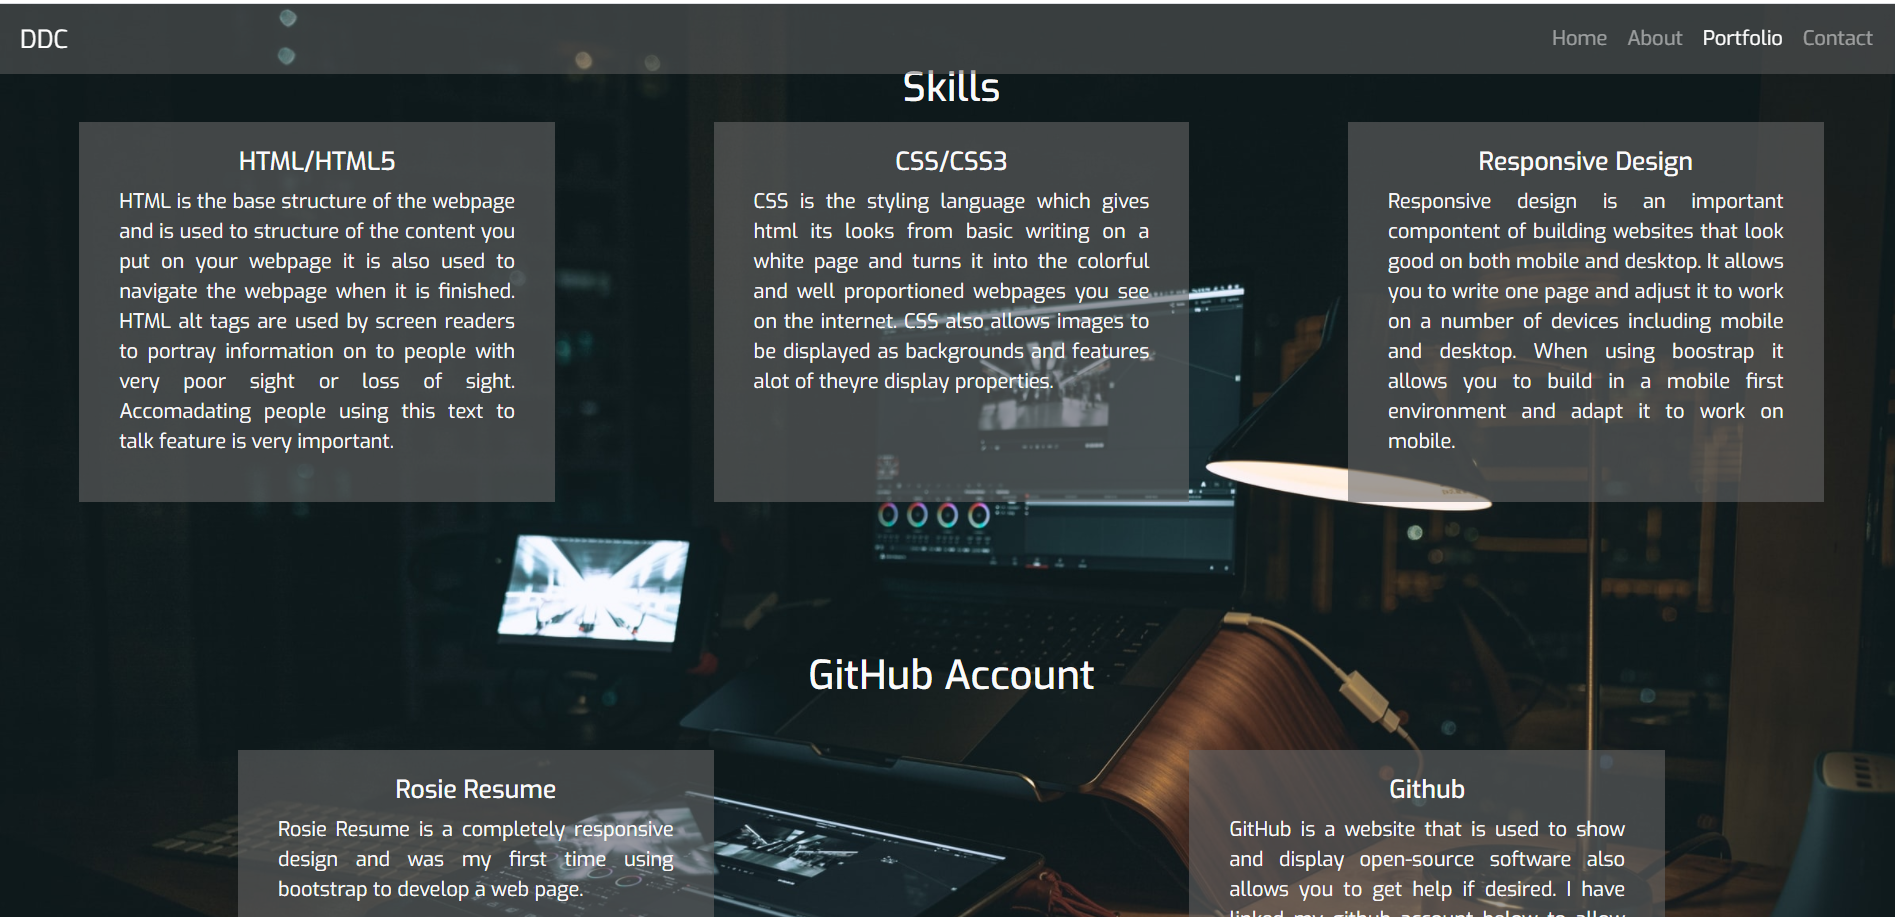 DDC
Home About Portfolio Contact
Skills
HTML/HTML5
HTML is the base structure of the webpage
and is used to structure of the content you
put on your webpage it is also used to
navigate the webpage when it is finished.
HTML alt tags are used by screen readers
to portray information on to people with
very poor sight or loss of sight.
Accomadating people using this text to
talk feature is very important.
CSS/CSS3
CSS is the styling language which gives
html its looks from basic writing on a
white page and turns it into the colorful
and well proportioned webpages you see
on the internet. CSS also allows images to
be displayed as backgrounds and features
alot of theyre display properties.
Responsive Design
Responsive design is an important
compontent of building websites that look
good on both mobile and desktop. It allows
you to write one page and adjust it to work
on a number of devices including mobile
and desktop. When using boostrap it
allows you to build in a mobile first
environment and adapt it to work on
mobile.
GitHub Account
Rosie Resume
Rosie Resume is a completely responsive
design and was my first time using
bootstrap to develop a web page.
Github
GitHub is a website that is used to show
and display open-source software also
allows you to get help if desired. I have
linked my github account below to allow